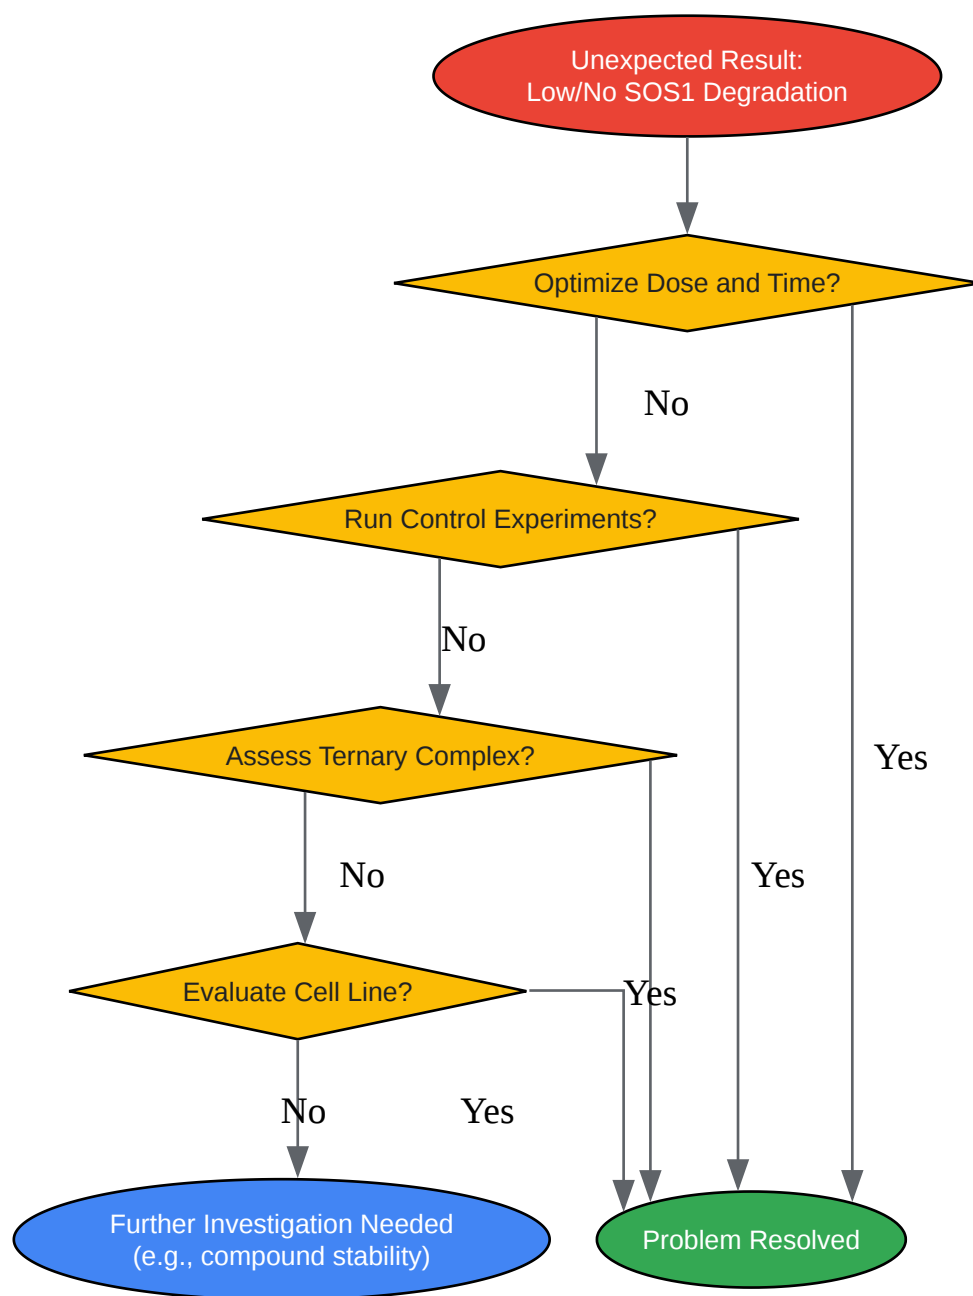 Unexpected Result:
Low/No SOS1 Degradation
Optimize Dose and Time?
No
Run Control Experiments?
No
Assess Ternary Complex?
Yes
No
Yes
Evaluate Cell Line?
Yes
No
Yes
Further Investigation Needed
(e.g., compound stability)
Problem Resolved